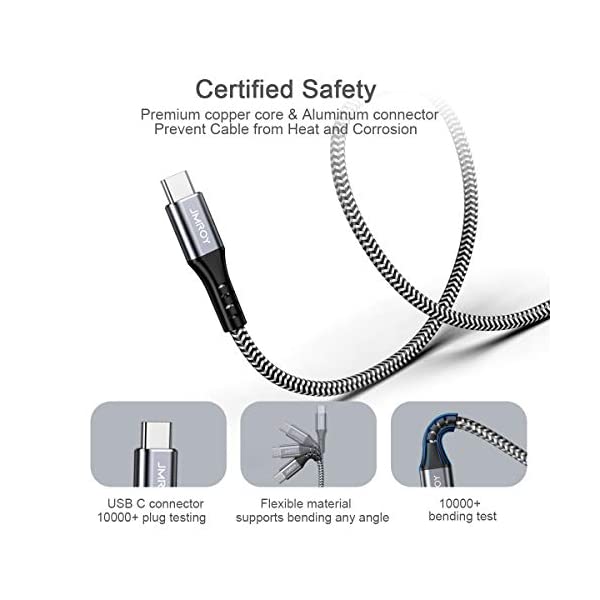 Certified Safety
Premium copper core & Aluminum connector
Prevent Cable from Heat and Corrosion
JMROY
JMROY
JMROY
USB C connector
10000+ plug testing
Flexible material
supports bending any angle
10000+
bending test